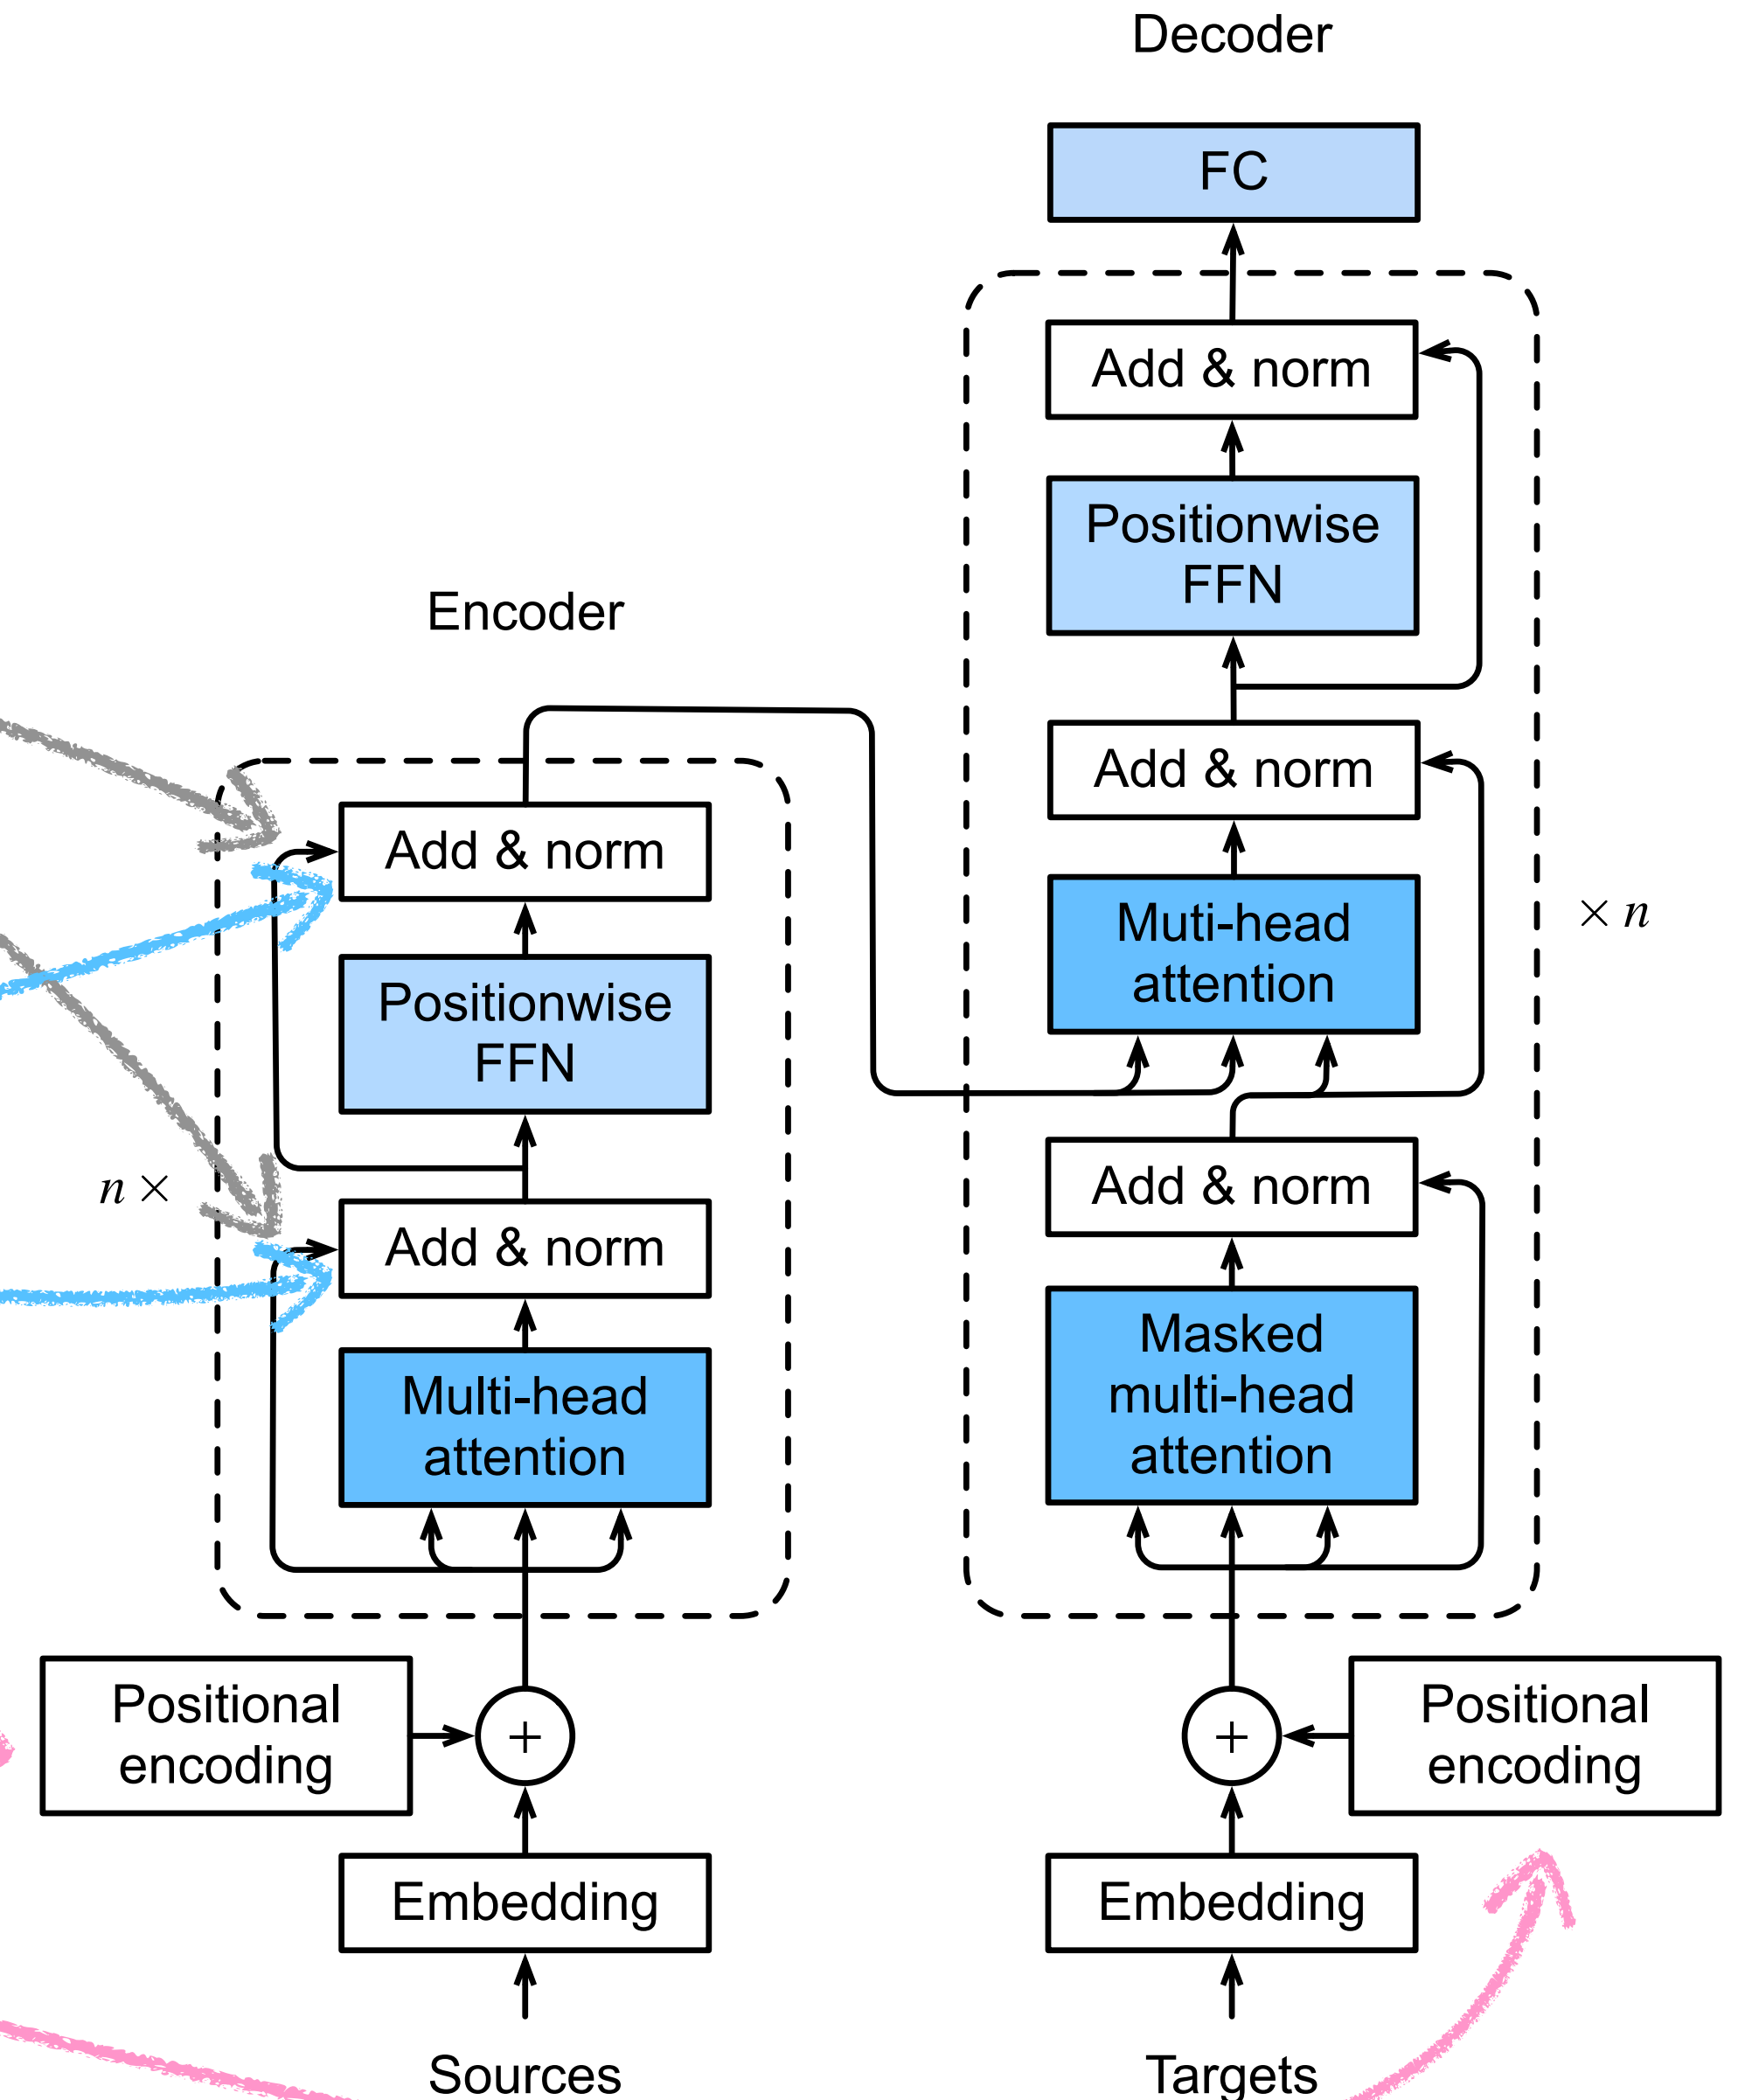 Decoder
FC
Add & norm
Positionwise
FFN
Add & norm
Muti-head
attention
× n
Add & norm
Masked
multi-head
attention
Positional
encoding
+
Embedding
Targets
Encoder
Add & norm
Positionwise
FFN
n ×
Add & norm
Multi-head
attention
Positional
encoding
+
Embedding
Sources